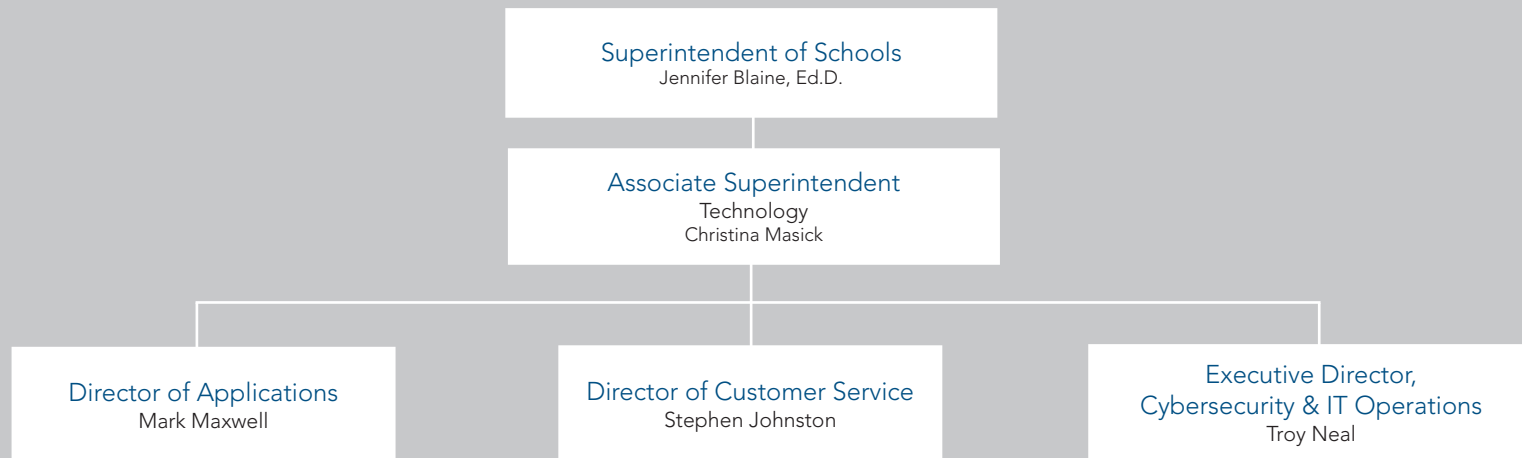 Superintendent of Schools
Jennifer Blaine, Ed.D.
Associate Superintendent
Technology
Christina Masick
Director of Applications
Mark Maxwell
Director of Customer Service
Stephen Johnston
Executive Director,
Cybersecurity & IT Operations
Troy Neal